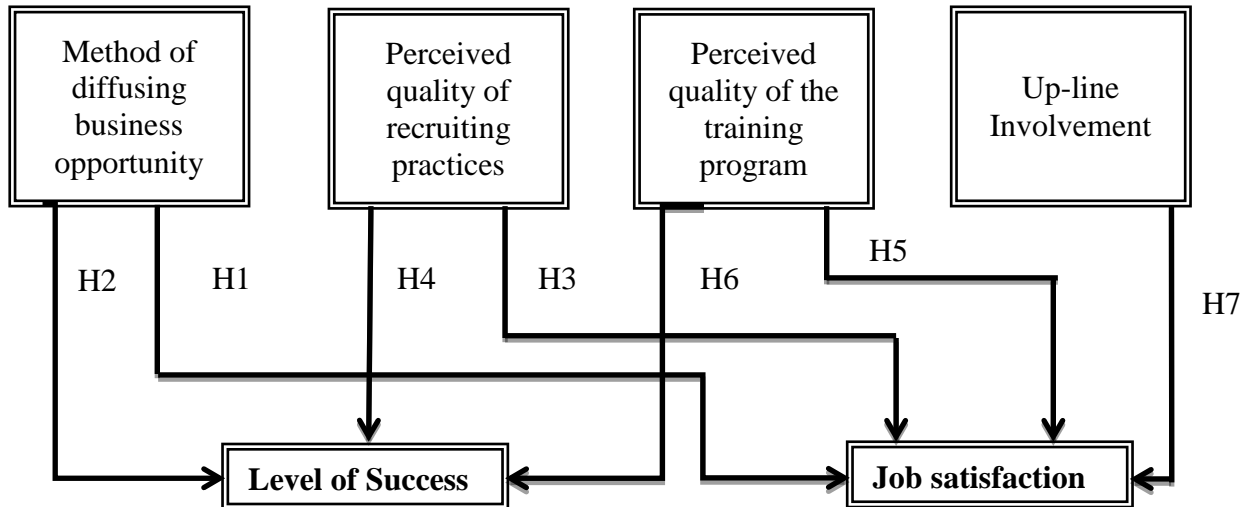 Method of
diffusing
business
opportunity
Perceived
quality of
recruiting
practices
Perceived
quality of the
training
program
Up-line
Involvement
H2
H1
H4
H3
H6
H5
H7
Level of Success
Job satisfaction